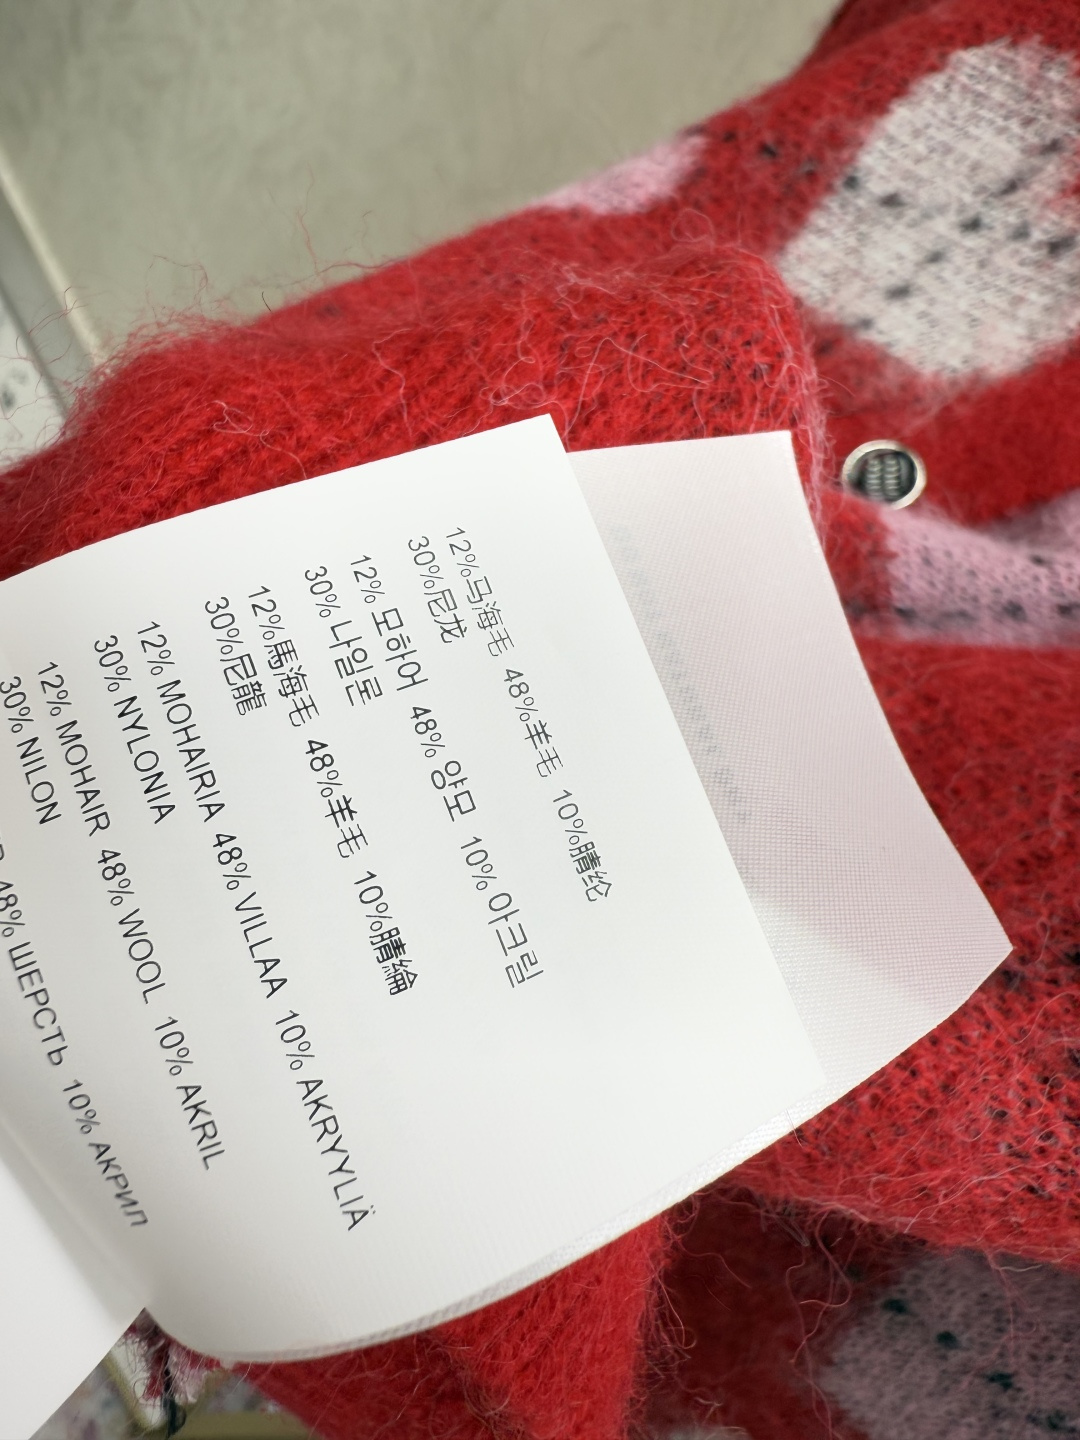 12%马海毛 48%羊毛 10%腈纶
30%尼龙
12% 모하어 48% 양모 10% 아크릴
30% 나일론
12%馬海毛 48%羊毛 10%腈綸
30%尼龍
12% MOHAIRIA 48% VILLAA 10% AKRYYLIÄ
30% NYLONIA
12% MOHAIR 48% WOOL 10% AKRIL
30% NILON
48% ШЕРСТЬ 10% АКРИЛ